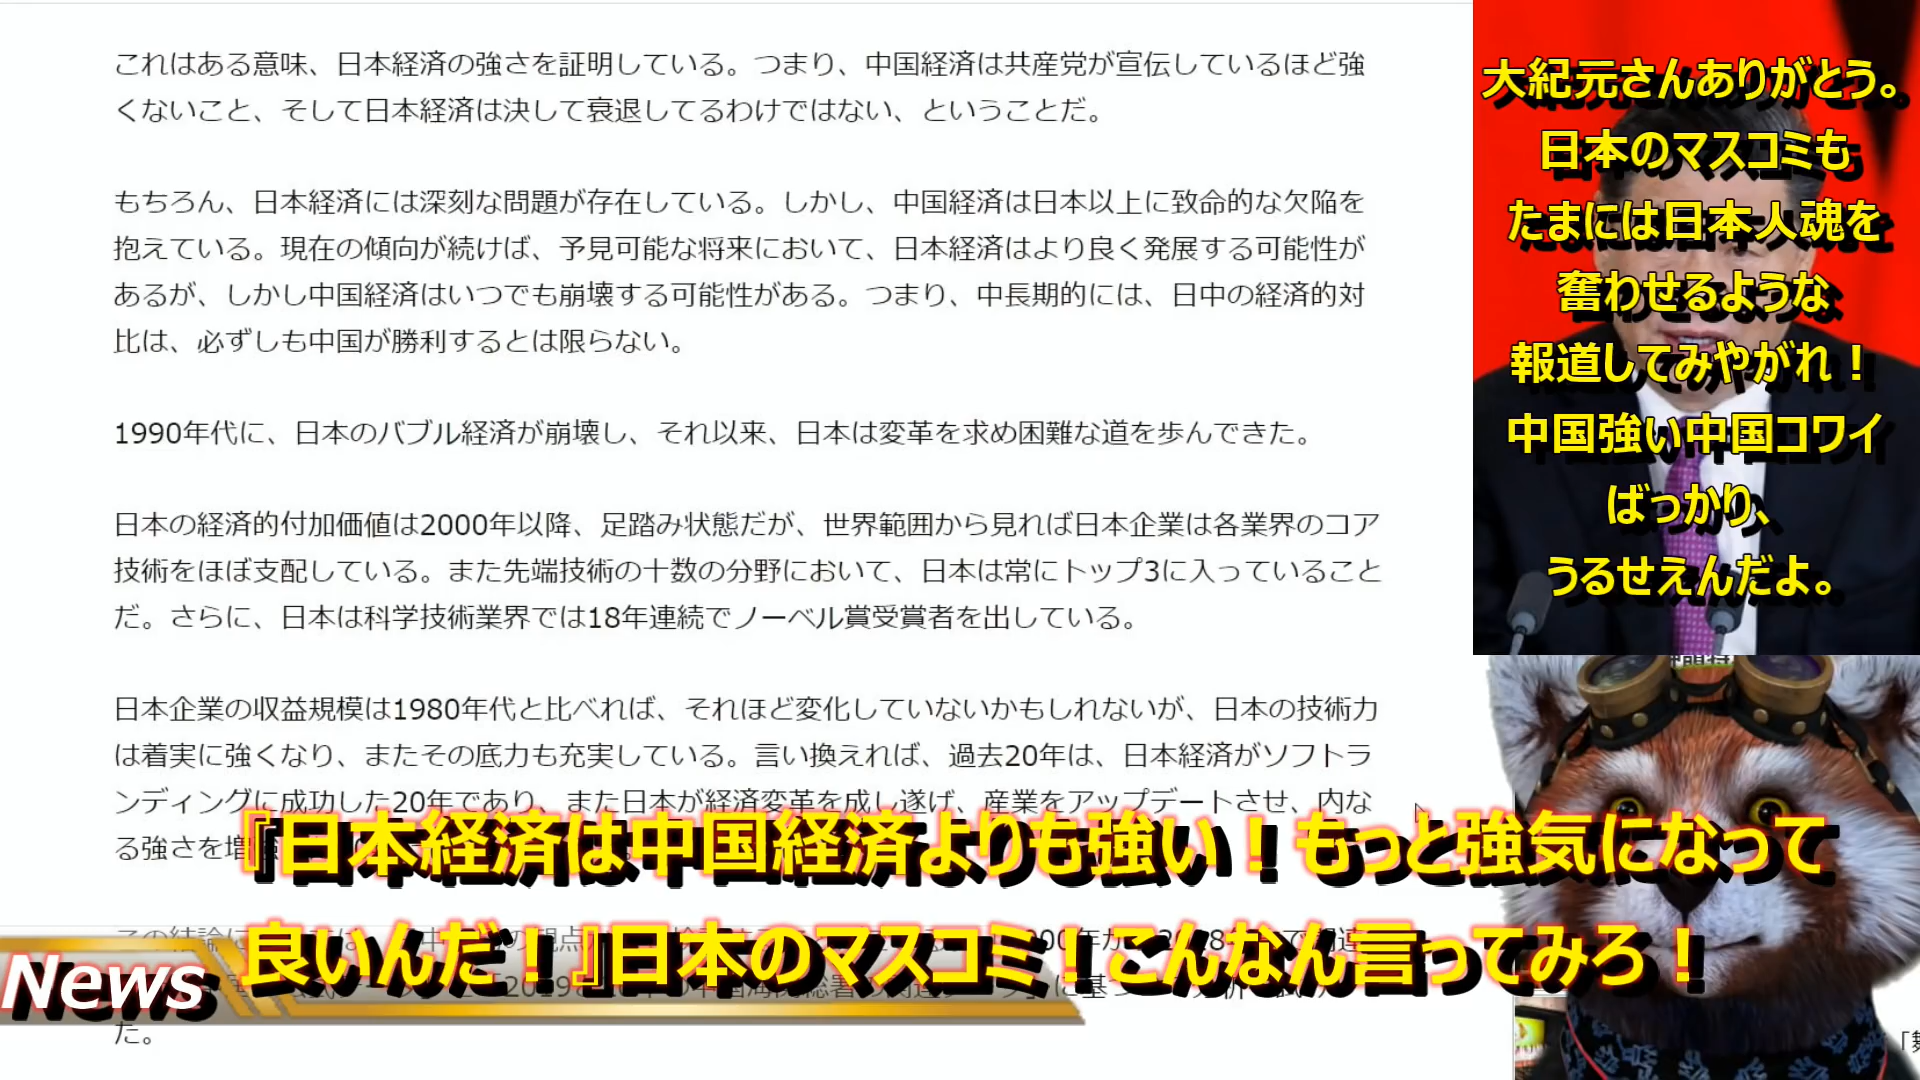 これはある意味、日本経済の強さを証明している。つまり、中国経済は共産党が宣伝しているほど強
くないこと、そして日本経済は決して衰退してるわけではない、ということだ。
もちろん、日本経済には深刻な問題が存在している。しかし、中国経済は日本以上に致命的な欠陥を
抱えている。現在の傾向が続けば、予見可能な将来において、日本経済はより良く発展する可能性が
あるが、しかし中国経済はいつでも崩壊する可能性がある。つまり、中長期的には、日中の経済的対
比は、必ずしも中国が勝利するとは限らない。
1990年代に、日本のバブル経済が崩壊し、それ以来、日本は変革を求め困難な道を歩んできた。
日本の経済的付加価値は2000年以降、足踏み状態だが、世界範囲から見れば日本企業は各業界のコア
技術をほぼ支配している。また先端技術の十数の分野において、日本は常にトップ3に入っていること
だ。さらに、日本は科学技術業界では18年連続でノーベル賞受賞者を出している。
日本企業の収益規模は1980年代と比べれば、それほど変化していないかもしれないが、日本の技術力
は着実に強くなり、またその底力も充実している。言い換えれば、過去20年は、日本経済がソフトラ
ンディングに成功した20年であり、また日本が経済変革を成し遂げ、産業をアップデートさせ、内な
る強さを増
た。
大紀元さんありがとう。
日本のマスコミも
たまには日本人魂を
奮わせるような
報道してみやがれ！
中国強い中国コワイ
ばっかり、
うるせえんだよ。
『日本経済は中国経済よりも強い！もっと強気になって
良いんだ！』日本のマスコミ！こんなん言ってみろ！
News